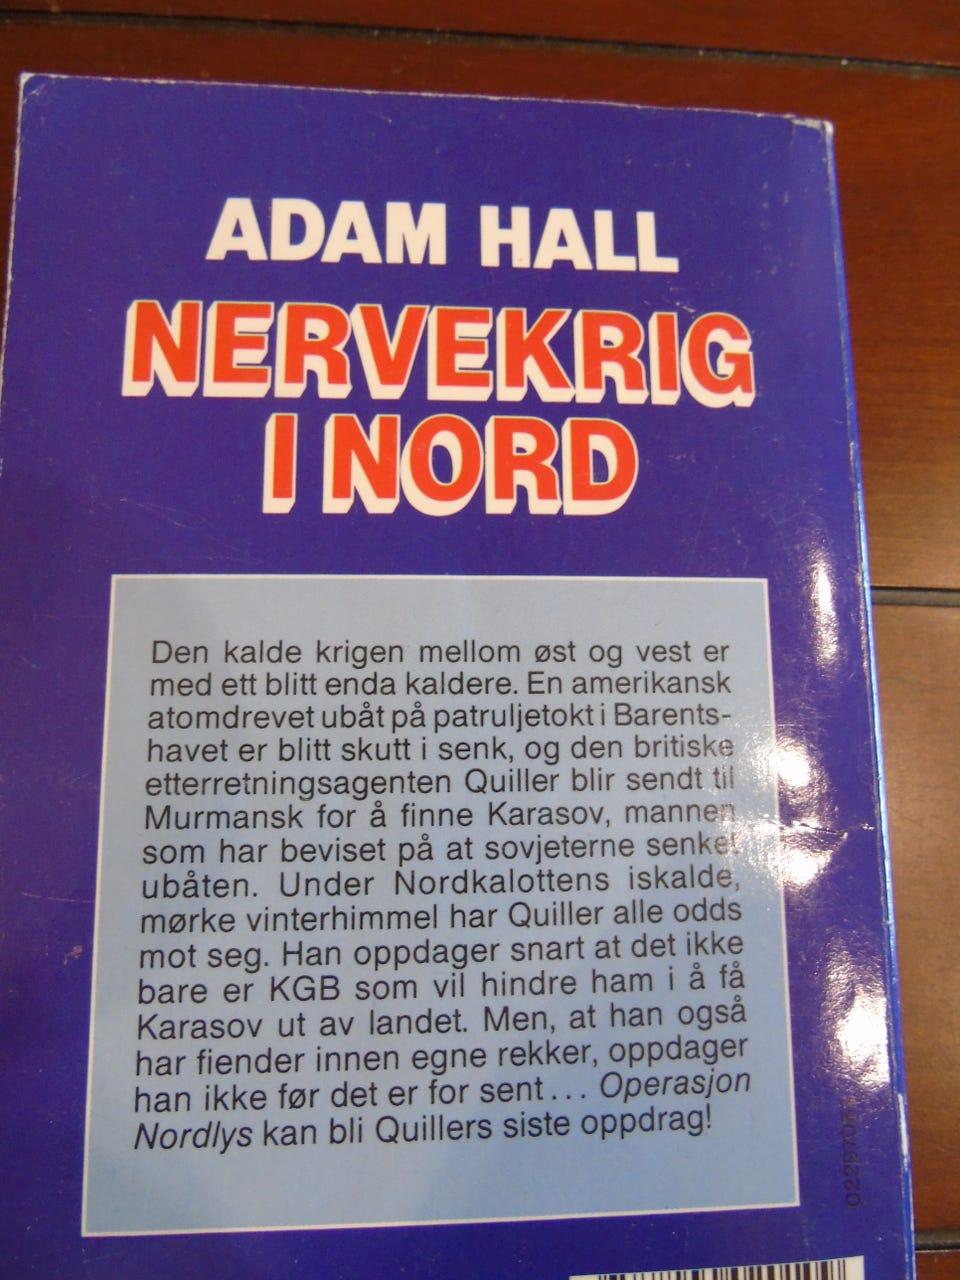 ADAM HALL
NERVEKRIG
I NORD
Den kalde krigen mellom øst og vest er
med ett blitt enda kaldere. En amerikansk
atomdrevet ubåt på patruljetokt i Barents-
havet er blitt skutt i senk, og den britiske
etterretningsagenten Quiller blir sendt til
Murmansk for å finne Karasov, mannen
som har beviset på at sovjeterne senket
ubåten. Under Nordkalottens iskalde,
mørke vinterhimmel har Quiller alle odds
mot seg. Han oppdager snart at det ikke
bare er KGB som vil hindre ham i å få
Karasov ut av landet. Men, at han også
har fiender innen egne rekker, oppdager
han ikke før det er for sent... Operasjon
Nordlys kan bli Quillers siste oppdrag!